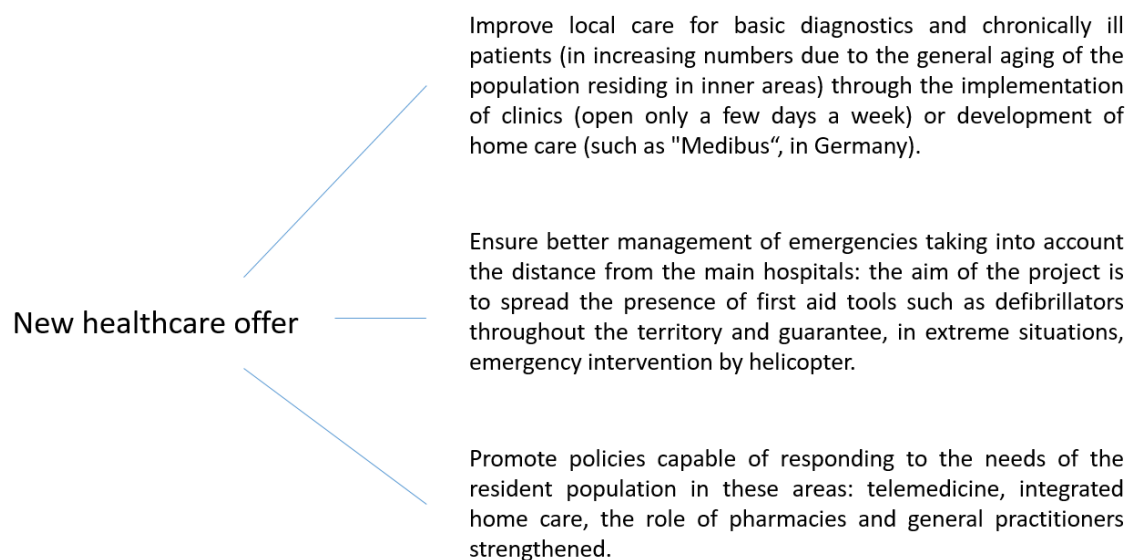 Improve local care for basic diagnostics and chronically ill
patients (in increasing numbers due to the general aging of the
population residing in inner areas) through the implementation
of clinics (open only a few days a week) or development of
home care (such as "Medibus“, in Germany).
Ensure better management of emergencies taking into account
the distance from the main hospitals: the aim of the project is
to spread the presence of first aid tools such as defibrillators
throughout the territory and guarantee, in extreme situations,
emergency intervention by helicopter.
New healthcare offer
Promote policies capable of responding to the needs of the
resident population in these areas: telemedicine, integrated
home care, the role of pharmacies and general practitioners
strengthened.